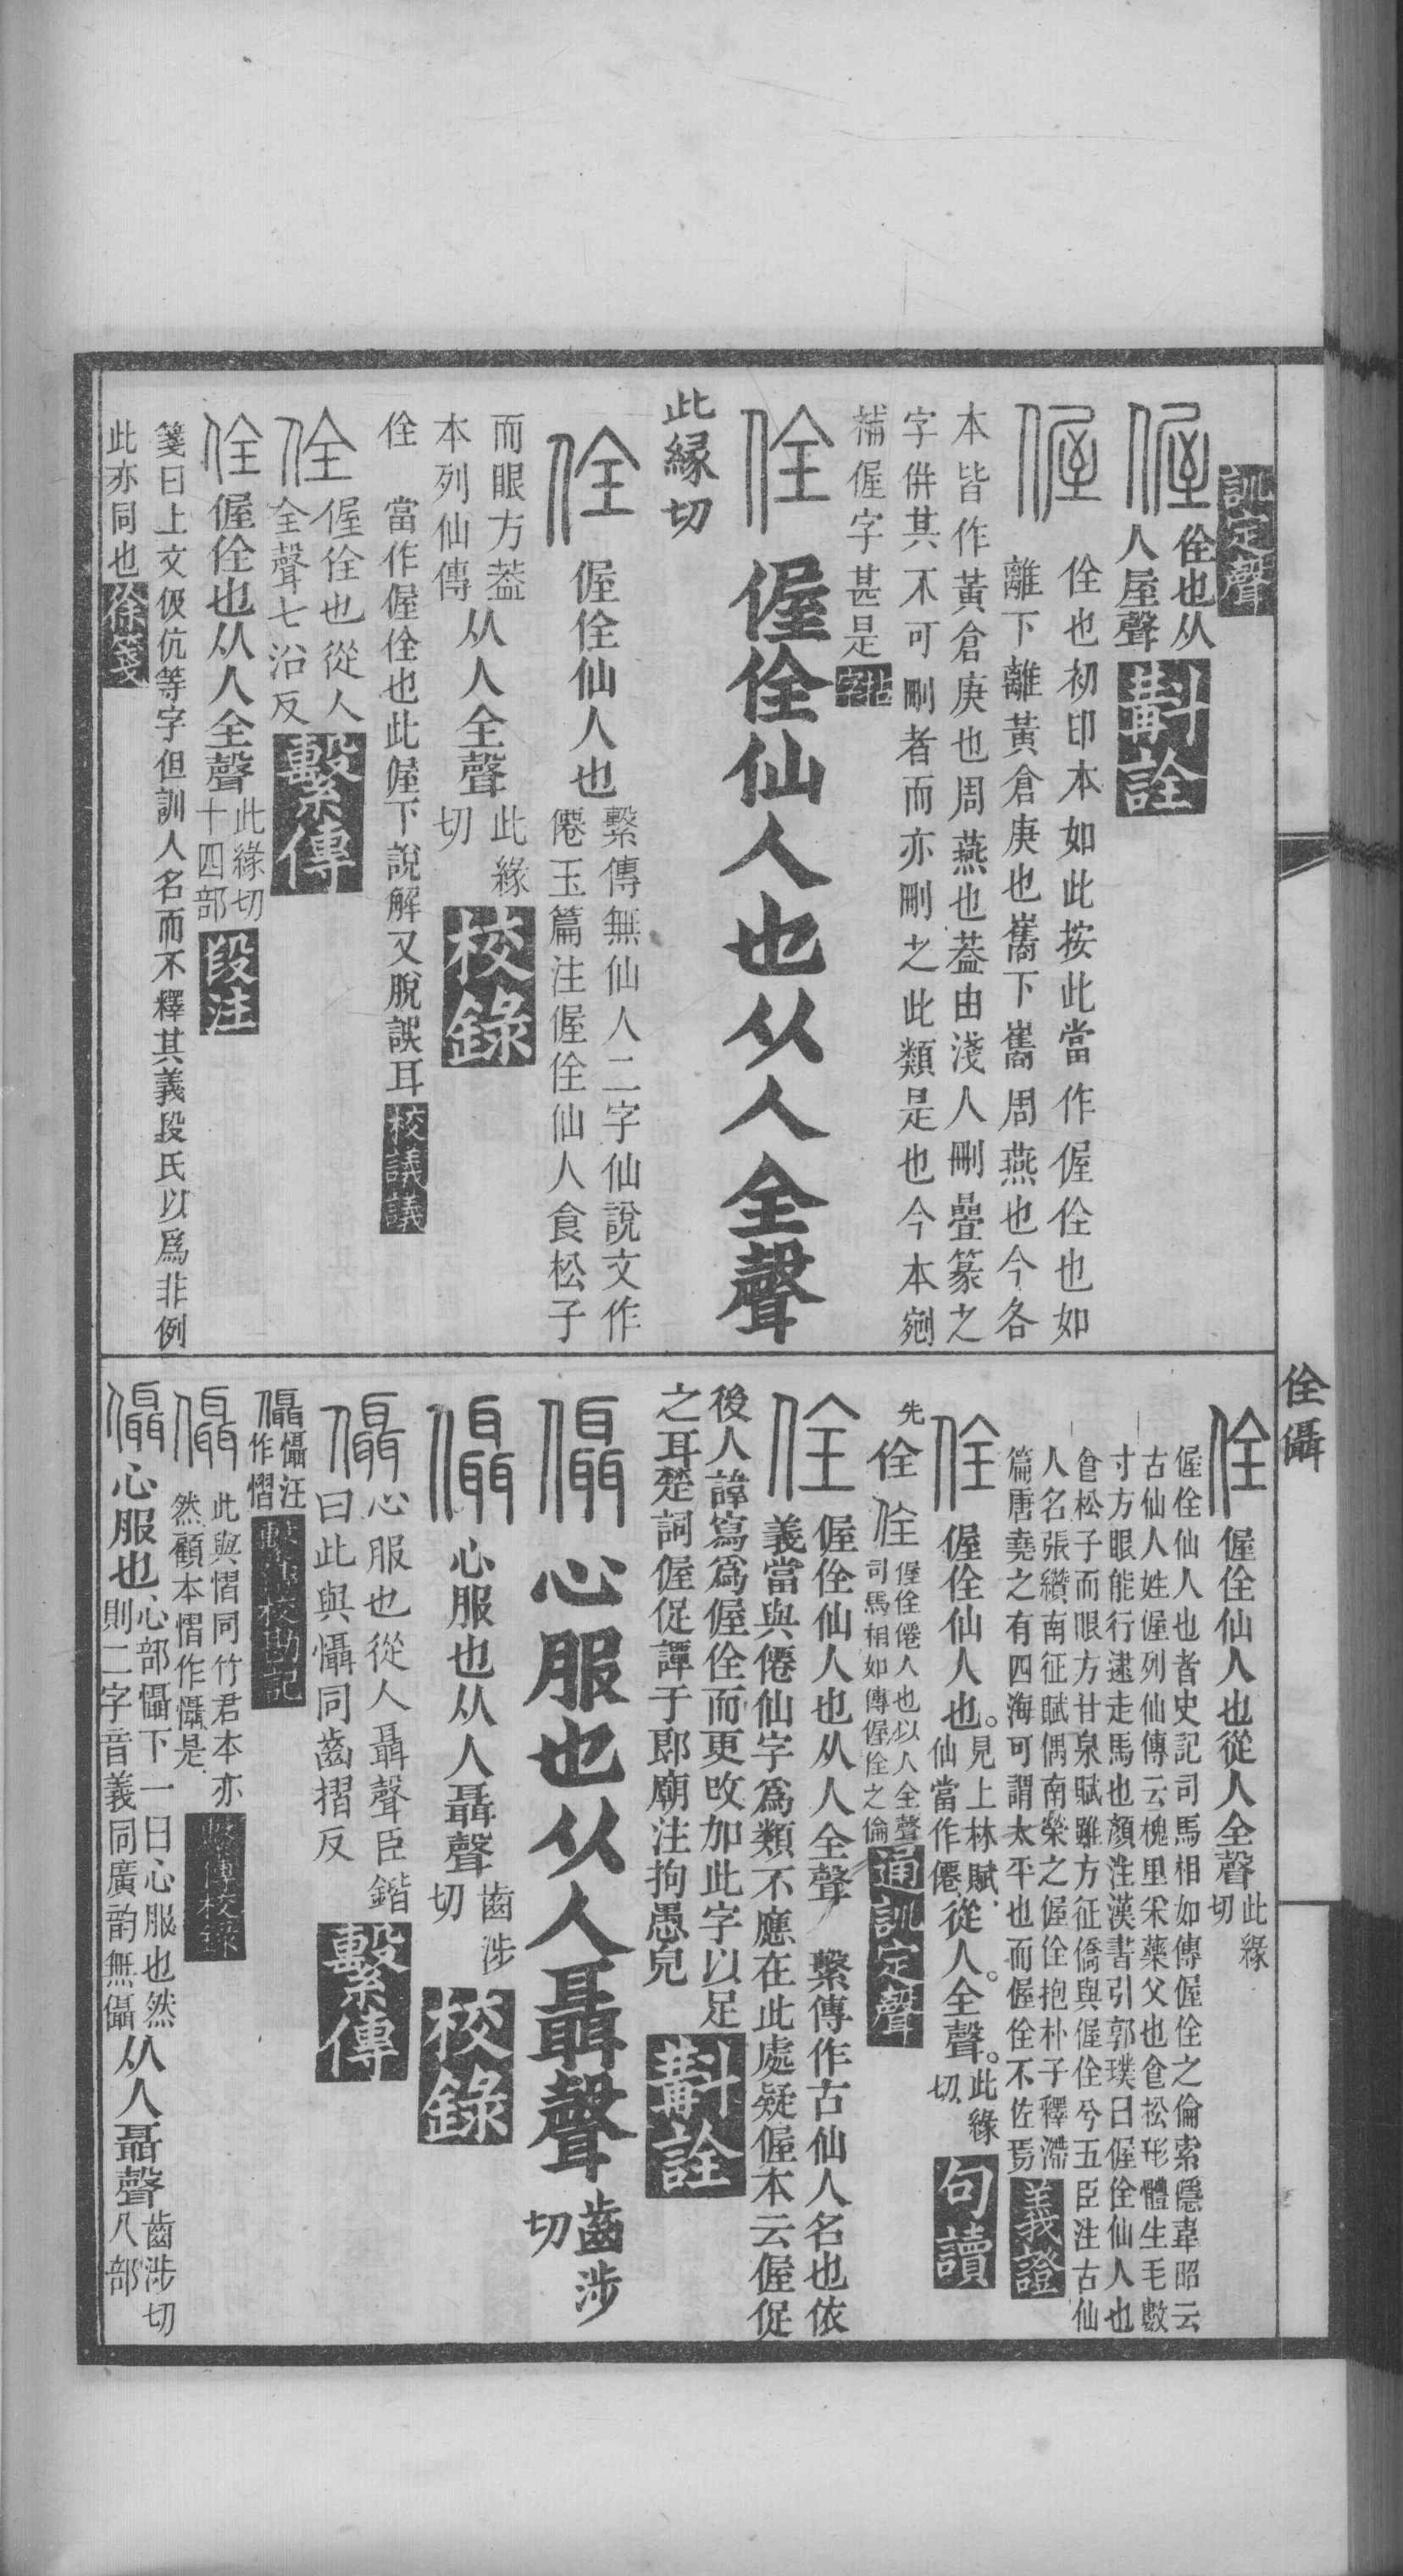 訓定聲
偓
佺也从
人屋聲
斠詮
偓
佺也初印本如此按此當作偓佺也如
離下離黃倉庚也巂下巂周燕也今各
本皆作黃倉庚也周燕也葢由淺人刪疊篆之
字併其不可刪者而亦刪之此類是也今本剜
補偓字甚是
佺
偓佺仙人也从人全聲
此緣切
佺
偓佺仙人也
繫傳無仙人二字仙說文作
僊玉篇注偓佺仙人食松子
而眼方葢
本列仙傳
从人全聲
此緣
切
校錄
佺
當作偓佺也此偓下說解又脫誤耳
校議議
佺
偓佺也從人
全聲七沿反
繫傳
佺
偓佺也从人全聲
此緣切
十四部
段注
箋曰上文伋伉等字但訓人名而不釋其義段氏以爲非例
此亦同也
徐箋
佺儡
佺
偓佺仙人也從人全聲
此緣
切
偓佺仙人也者史記司馬相如傳偓佺之倫索隱韋昭云
古仙人姓偓列仙傳云槐里采藥父也食松形體生毛數
寸方眼能行逮走馬也顏注漢書引郭璞曰偓佺仙人也
食松子而眼方甘泉賦雖方征僑與偓佺兮五臣注古仙
人名張纘南征賦偶南榮之偓佺抱朴子釋滯
篇唐堯之有四海可謂太平也而偓佺不佐焉
義證
佺
偓佺仙人也。
見上林賦
仙當作僊
從人。全聲。
此緣
切
句讀
先
佺
佺
偓佺僊人也以人全聲
司馬相如傳偓佺之倫
通訓定聲
佺
偓佺仙人也从人全聲
繫傳作古仙人名也依
義當與僊仙字爲類不應在此處疑偓本云偓促
後人諱寫爲偓佺而更改加此字以足
之耳楚詞偓促譚于郎廟注拘愚皃
斠詮
儡
心服也从人聶聲
齒涉
切
儡
心服也从人聶聲
齒涉
切
校錄
儡
心服也從人聶聲臣鍇
曰此與懾同齒摺反
繫傳
儡
懾汪
作慴
繫傳校勘記
儡
此與慴同竹君本亦
然顧本慴作懾是
繫傳校錄
儡
心服也
心部懾下一曰心服也然
則二字音義同廣韵無儡
从人聶聲
齒涉切
八部